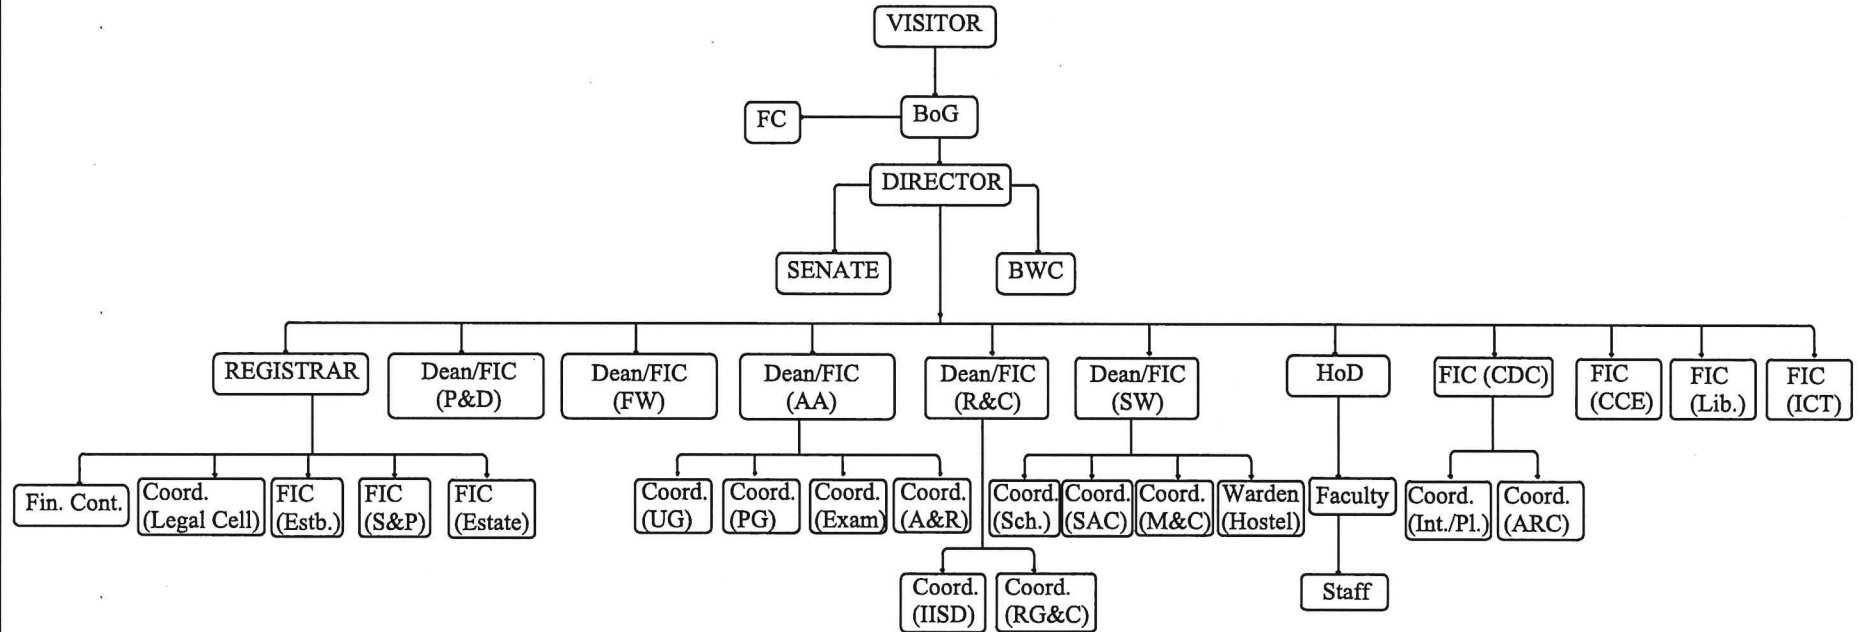 VISITOR
FC
BoG
DIRECTOR
SENATE
BWC
REGISTRAR
Dean/FIC
(P&D)
Dean/FIC
(FW)
Dean/FIC
(AA)
Dean/FIC
(R&C)
Dean/FIC
(SW)
HoD
FIC (CDC)
FIC
(CCE)
FIC
(Lib.)
FIC
(ICT)
Fin. Cont.
Coord.
(Legal Cell)
FIC
(Estb.)
FIC
(S&P)
FIC
(Estate)
Coord.
(UG)
Coord.
(PG)
Coord.
(Exam)
Coord.
(A&R)
Coord.
(Sch.)
Coord.
(SAC)
Coord.
(M&C)
Warden
(Hostel)
Faculty
Coord.
(Int./Pl.)
Coord.
(ARC)
Coord.
(IISD)
Coord.
(RG&C)
Staff